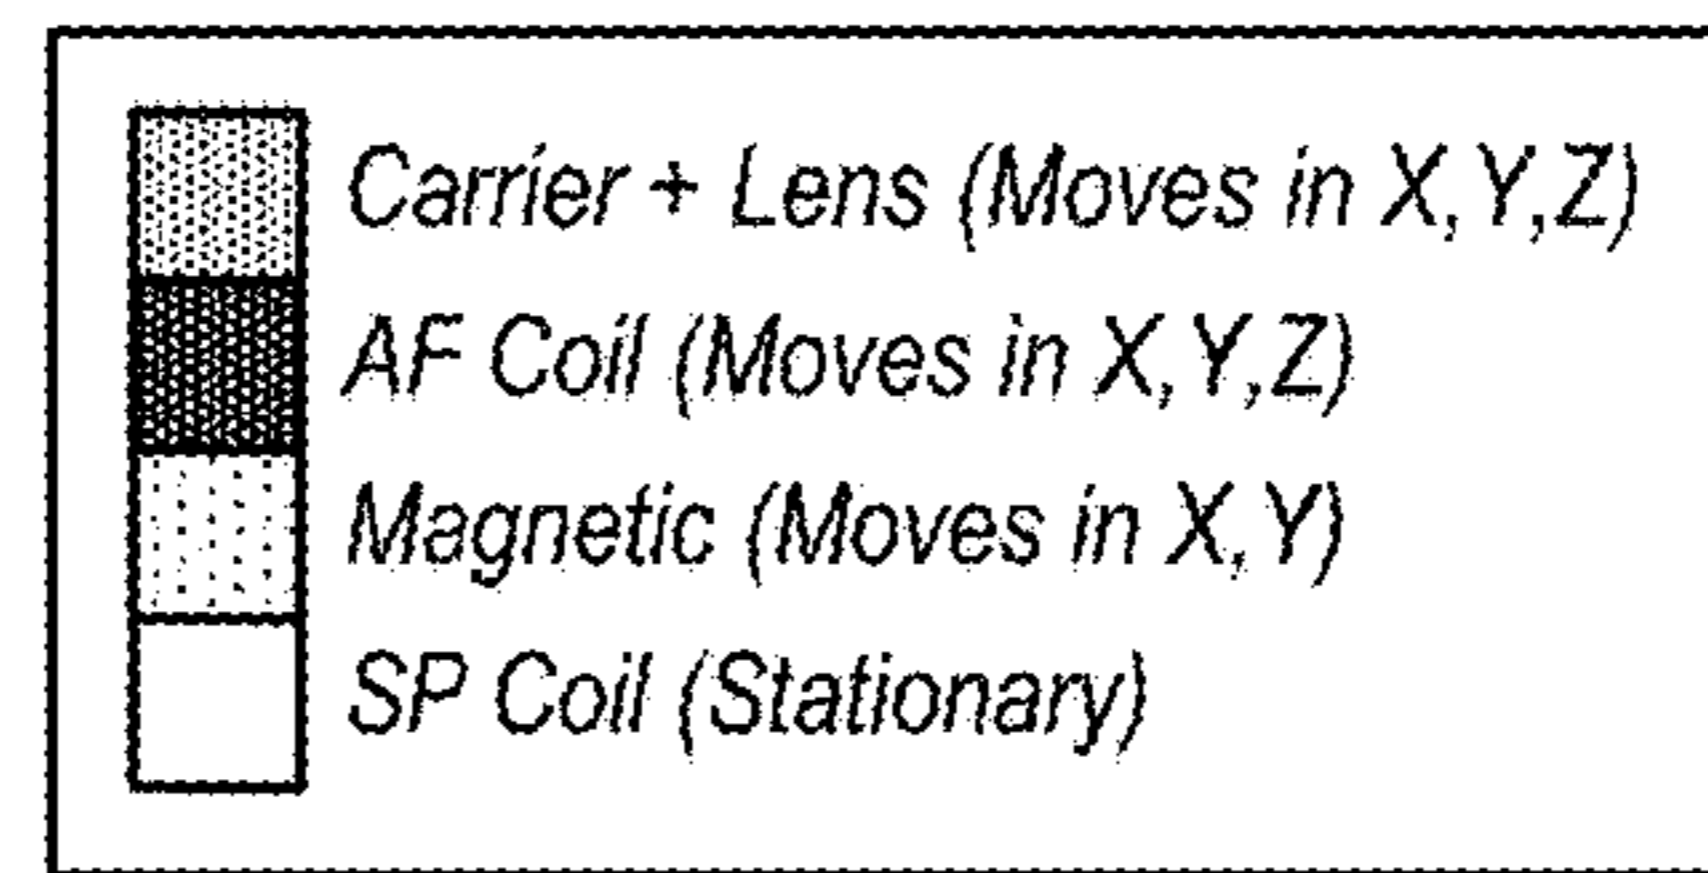 Carrier + Lens (Moves in X,Y,Z)
AF Coil (Moves in X,Y,Z)
Magnetic (Moves in X,Y)
SP Coil (Stationary)